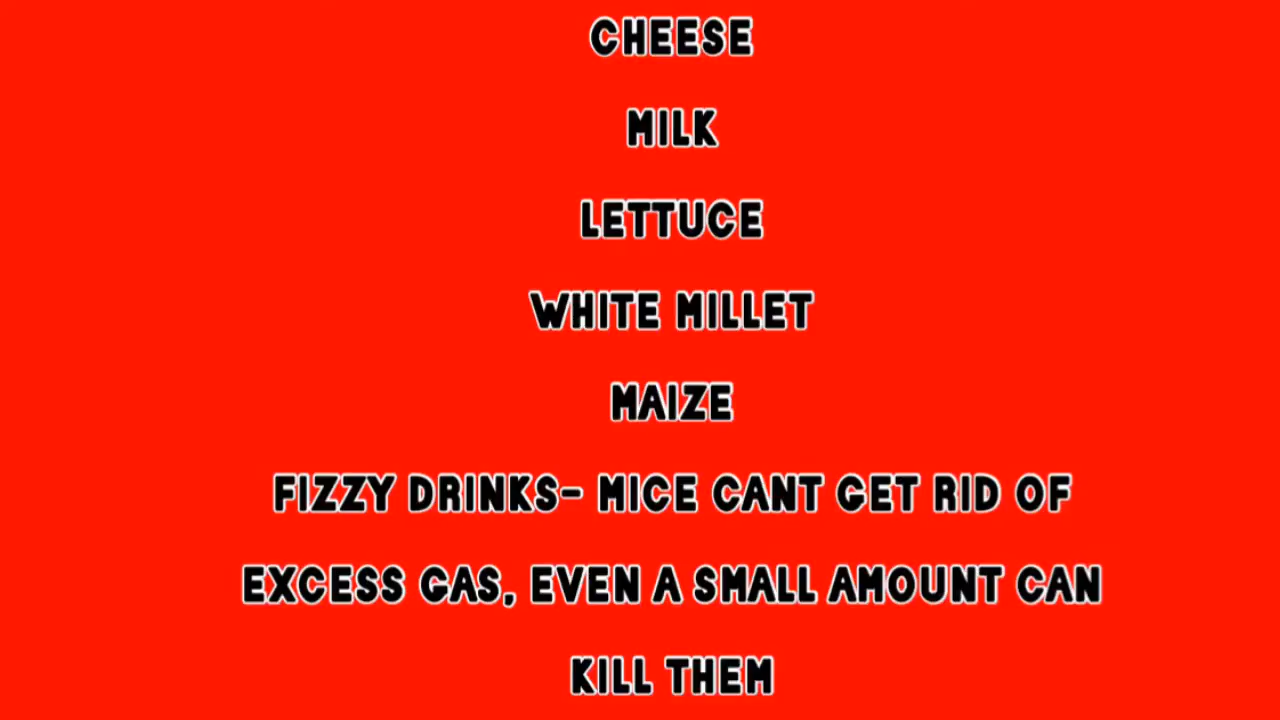 CHEESE
MILK
LETTUCE
WHITE MILLET
MAIZE
FIZZY DRINKS- MICE CANT GET RID OF
EXCESS GAS, EVEN A SMALL AMOUNT CAN
KILL THEM